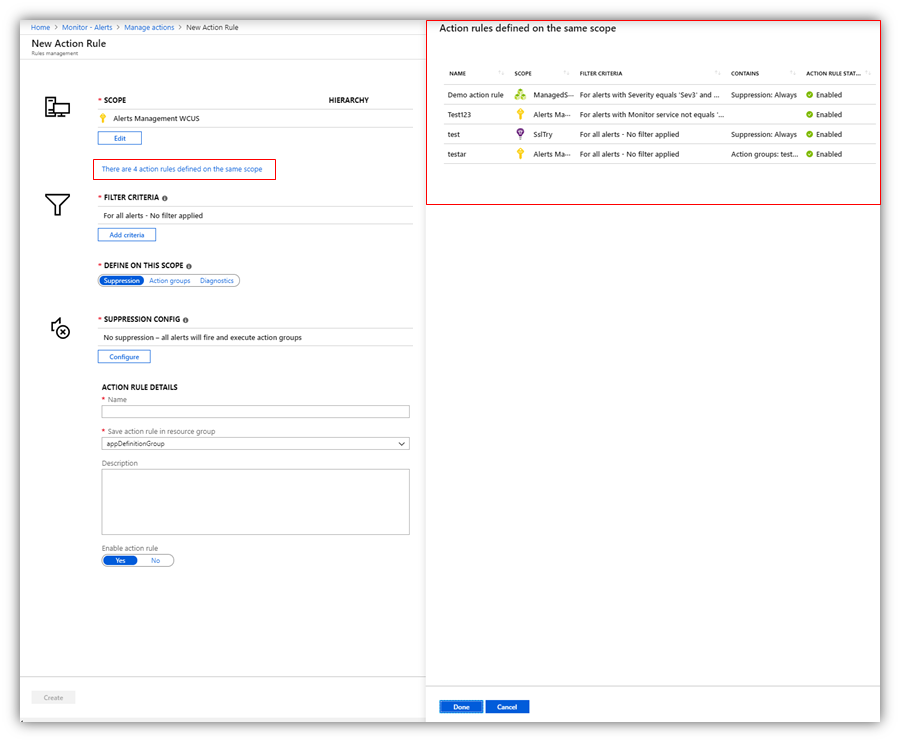 Home > Monitor - Alerts > Manage actions > New Action Rule
New Action Rule
Rules management
* SCOPE HIERARCHY
Alerts Management WCUS
Edit
There are 4 action rules defined on the same scope
* FILTER CRITERIA
For all alerts - No filter applied
Add criteria
* DEFINE ON THIS SCOPE
Suppression Action groups Diagnostics
* SUPPRESSION CONFIG
No suppression – all alerts will fire and execute action groups
Configure
ACTION RULE DETAILS
* Name
* Save action rule in resource group
appDefinitionGroup
Description
Enable action rule
Yes No
Create
Action rules defined on the same scope
NAME SCOPE FILTER CRITERIA CONTAINS ACTION RULE STAT...
Demo action rule ManagedS... For alerts with Severity equals 'Sev3' and ... Suppression: Always Enabled
Test123 Alerts Ma... For alerts with Monitor service not equals '... Enabled
test SslTry For all alerts - No filter applied Suppression: Always Enabled
testar Alerts Ma... For all alerts - No filter applied Action groups: test... Enabled
Done Cancel